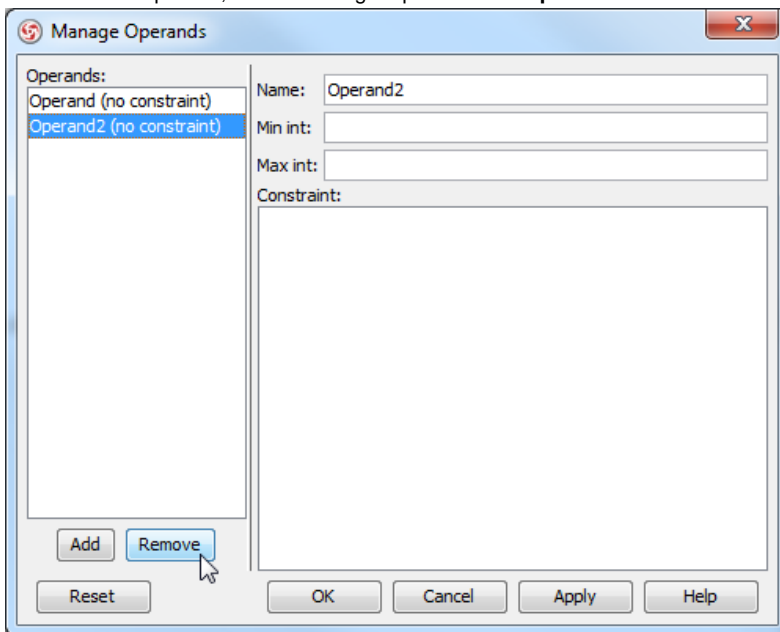 Manage Operands
Operands:
Operand (no constraint)
Operand2 (no constraint)
Name: Operand2
Min int:
Max int:
Constraint:
Add Remove
Reset OK Cancel Apply Help